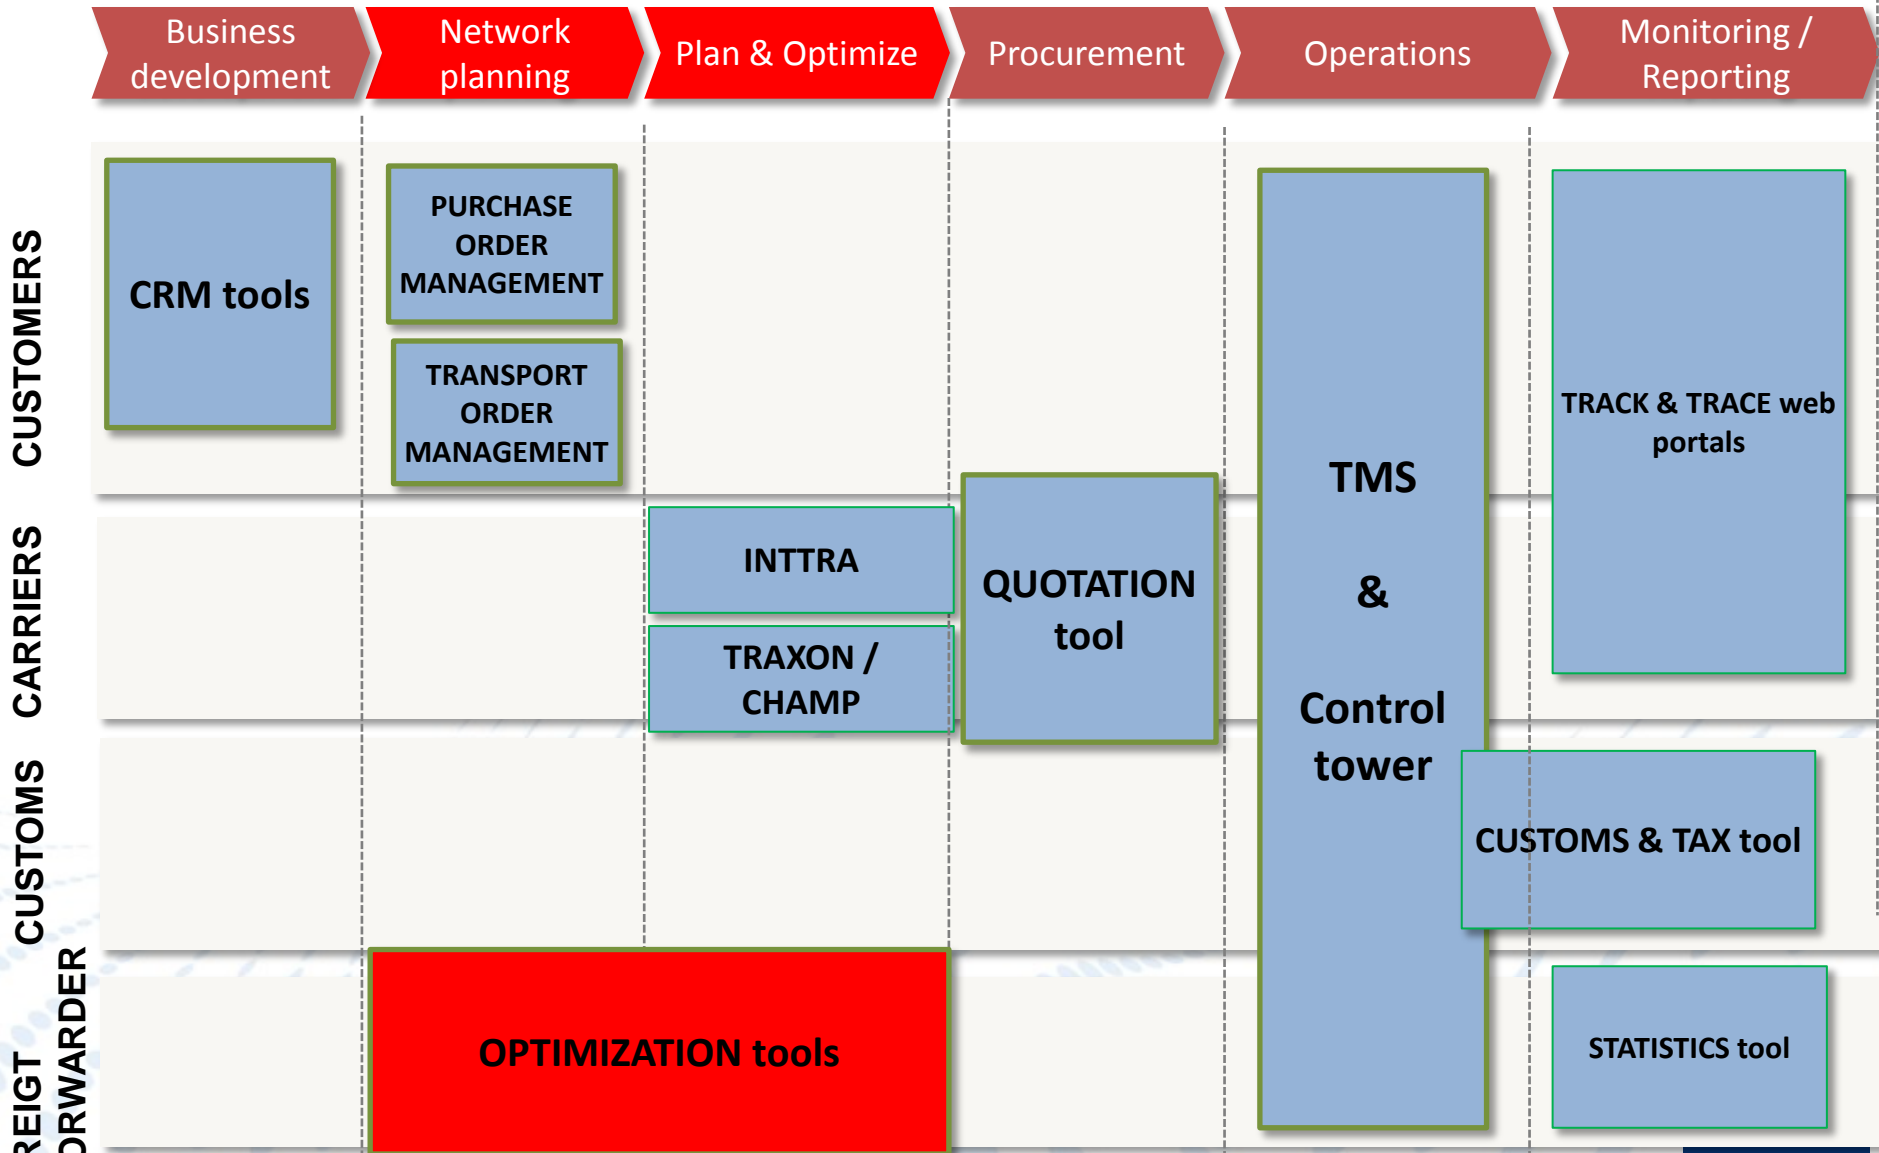 Business
development
Network
planning
Plan & Optimize
Procurement
Operations
Monitoring /
Reporting
CUSTOMERS
CRM tools
PURCHASE
ORDER
MANAGEMENT
TRANSPORT
ORDER
MANAGEMENT
TRACK & TRACE web
portals
TMS
&
Control
tower
CARRIERS
INTTRA
TRAXON /
CHAMP
QUOTATION
tool
CUSTOMS
CUSTOMS & TAX tool
REIGT
ORWARDER
OPTIMIZATION tools
STATISTICS tool